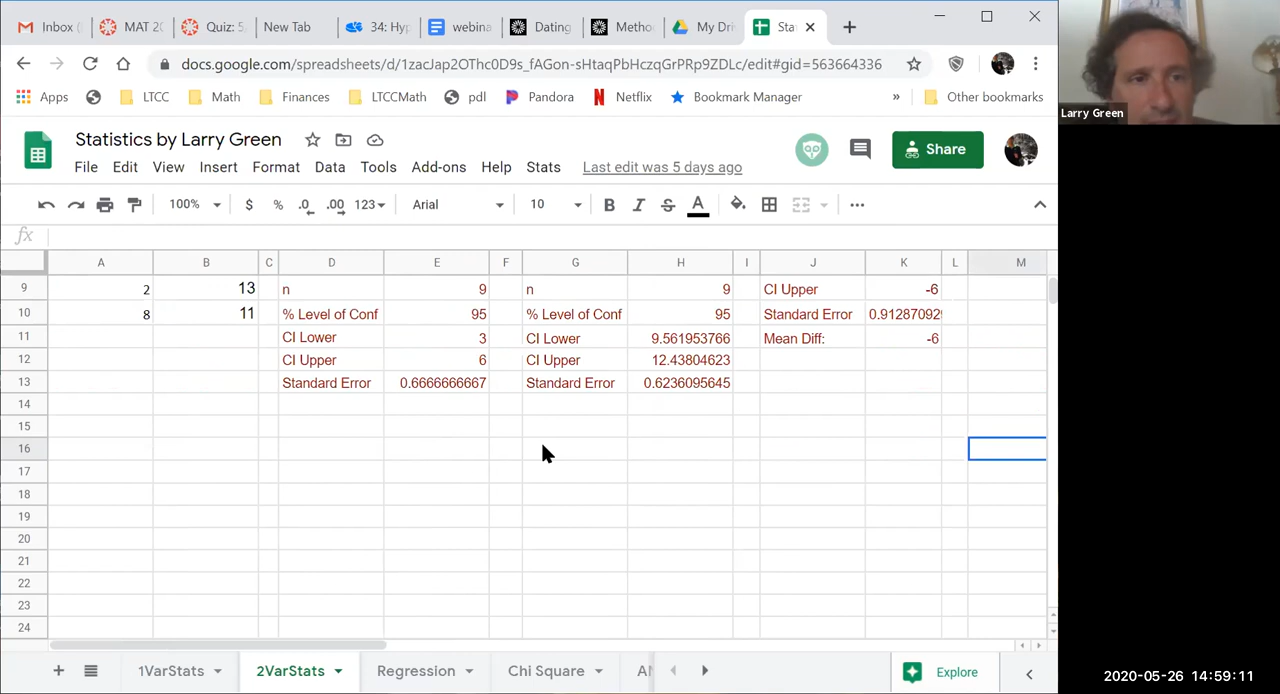 Inbox (
MAT 20
Quiz: 5
New Tab
34: Hyp
webina
Dating
Metho
My Dri
Sta
docs.google.com/spreadsheets/d/1zacJap2OThc0D9s_fAGon-sHtaqPbHczqGrPRp9ZDLc/edit#gid=563664336
Apps
LTCC
Math
Finances
LTCCMath
pdl
Pandora
Netflix
Bookmark Manager
»
Other bookmarks
Larry Green
Statistics by Larry Green
File Edit View Insert Format Data Tools Add-ons Help Stats Last edit was 5 days ago
Share
100% $ % .0 .00 123 Arial 10 B I S A
fx
A B C D E F G H I J K L M
9 2 13 n 9 n 9 CI Upper -6
10 8 11 % Level of Conf 95 % Level of Conf 95 Standard Error 0.912870929
11 CI Lower 3 CI Lower 9.561953766 Mean Diff: -6
12 CI Upper 6 CI Upper 12.43804623
13 Standard Error 0.6666666667 Standard Error 0.6236095645
14
15
16
17
18
19
20
21
22
23
24
1VarStats
2VarStats
Regression
Chi Square
AN
Explore
2020-05-26 14:59:11